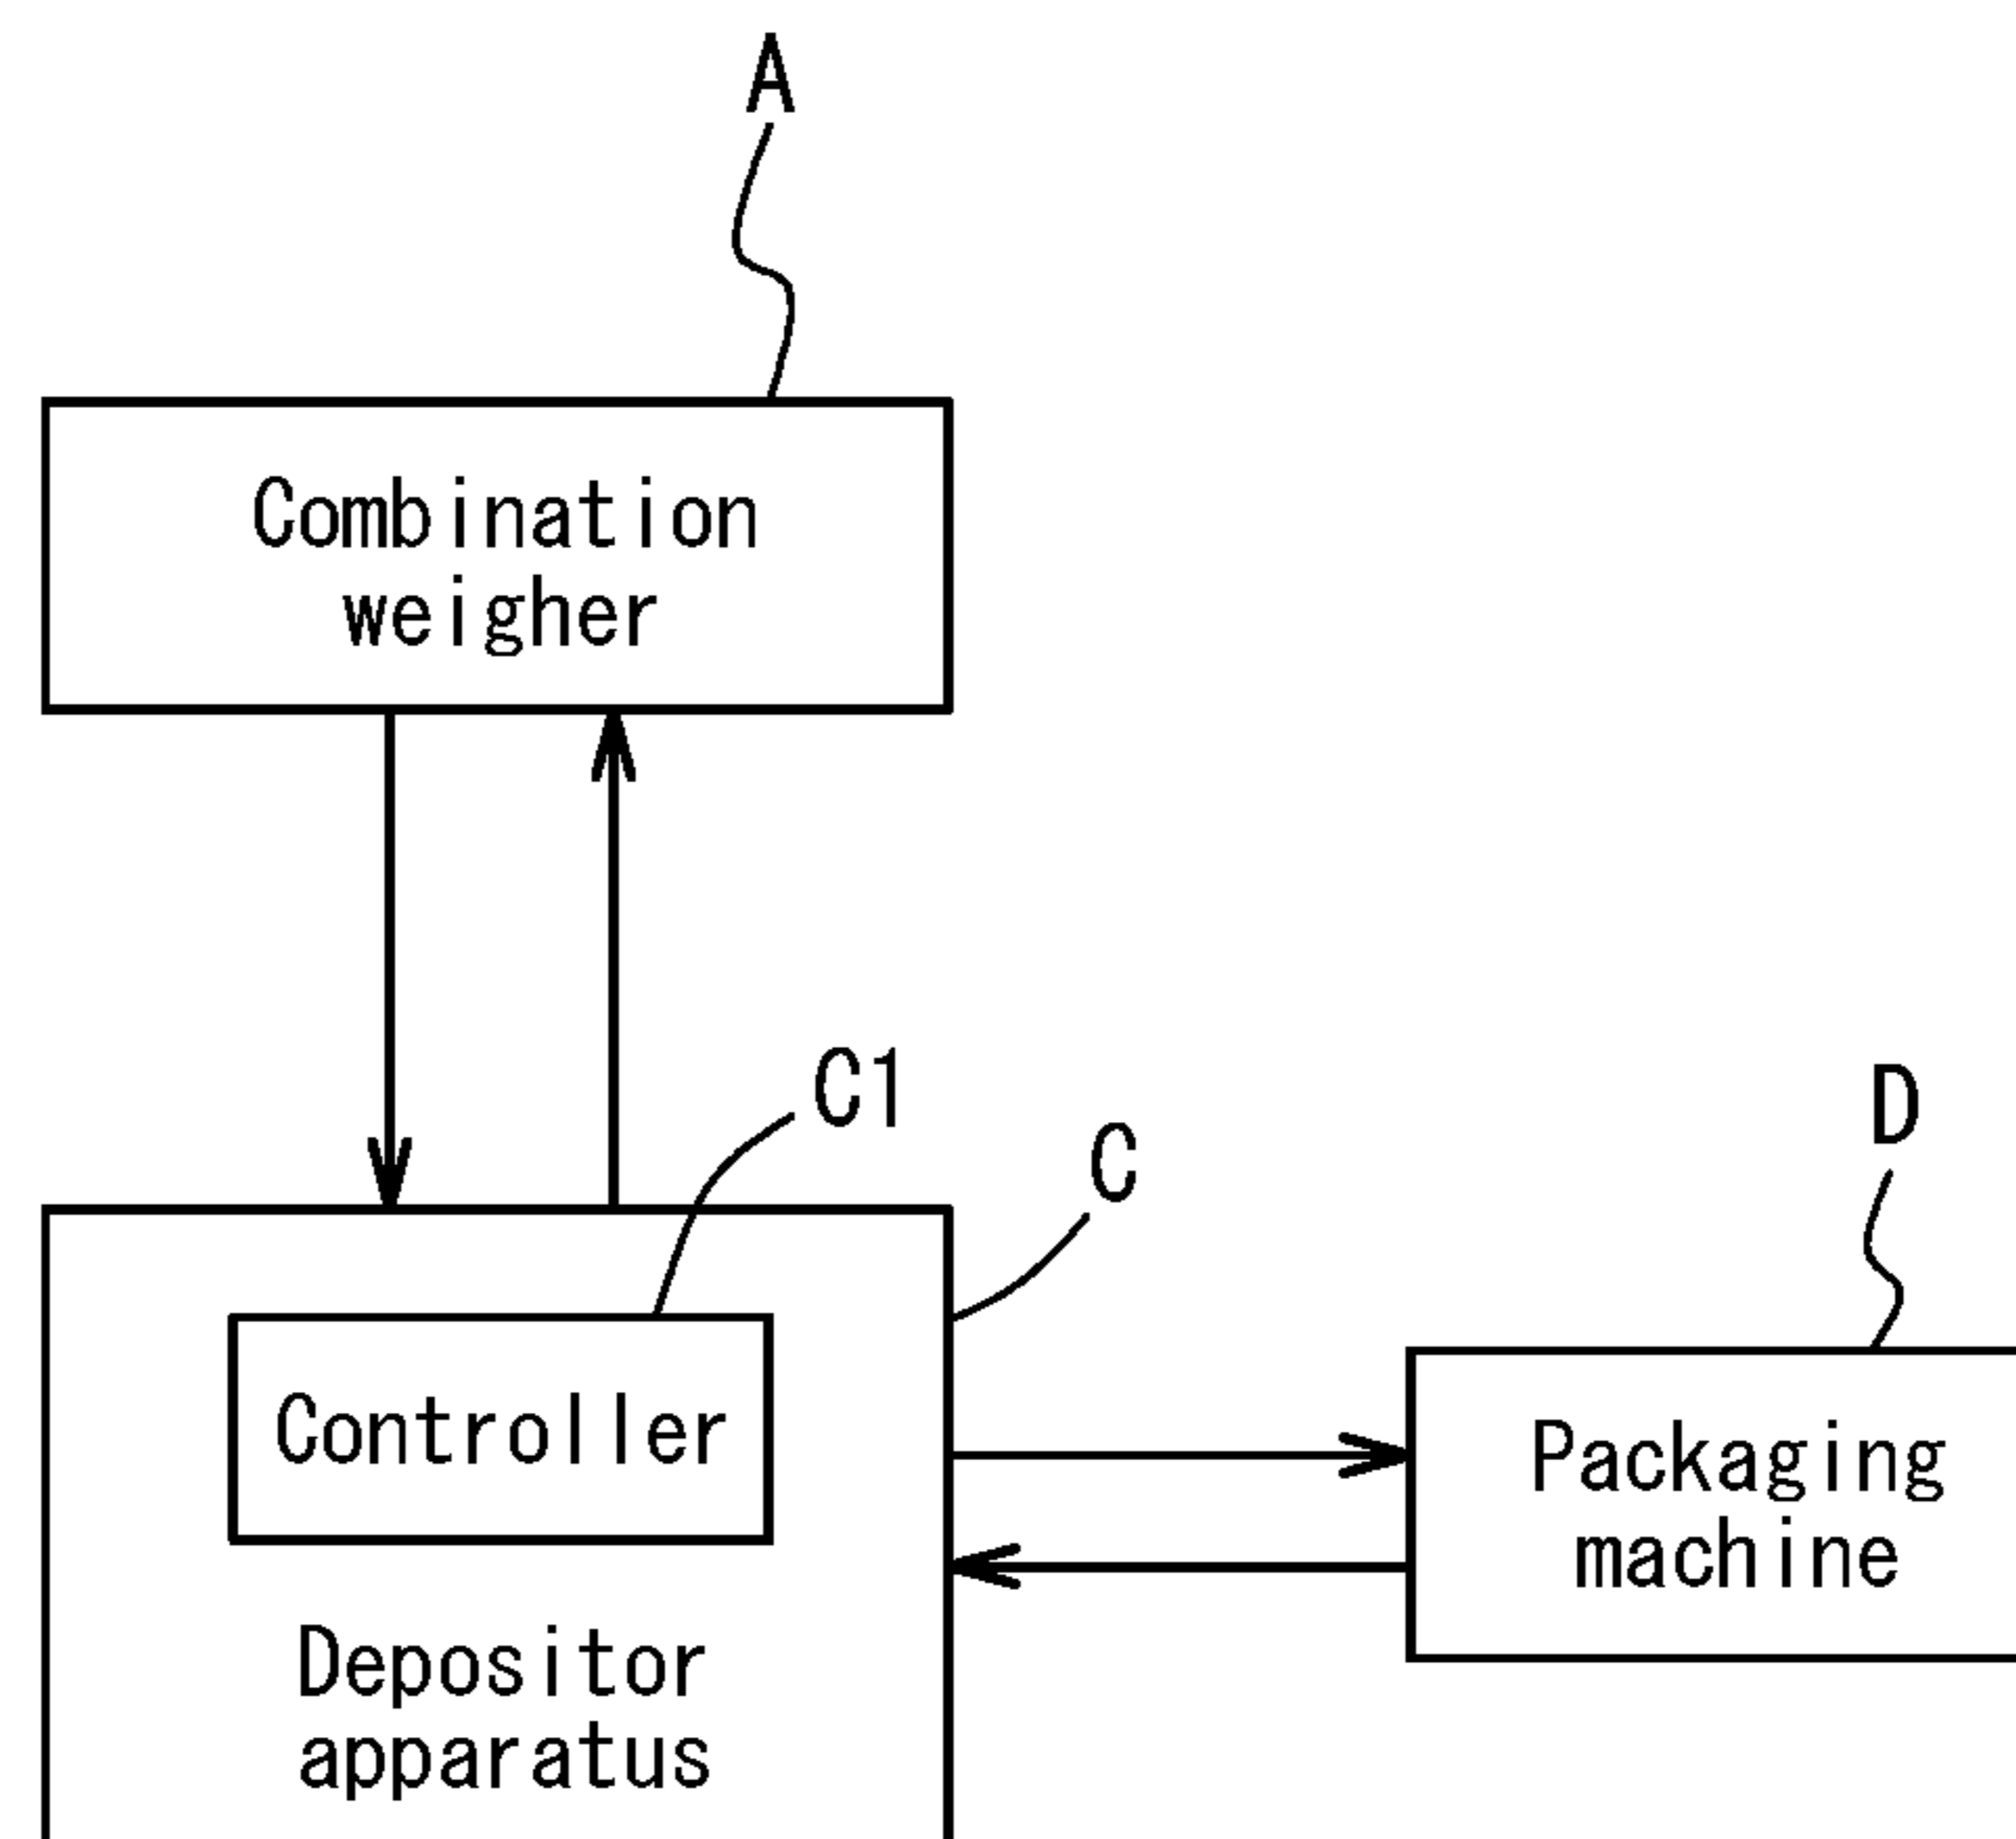 A
Combination
weigher
C1
C
D
Controller
Packaging
machine
Depositor
apparatus